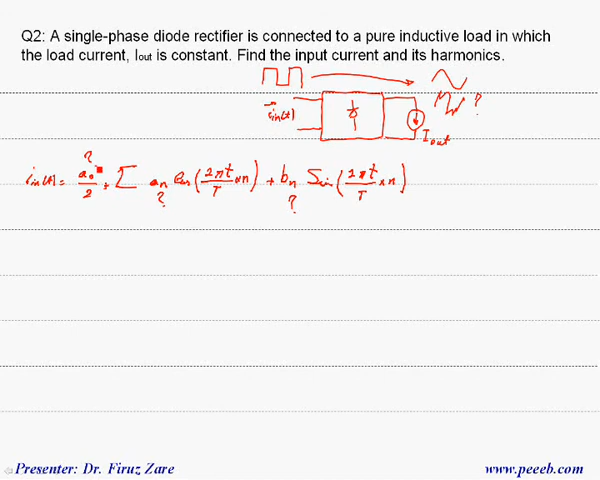 Q2: A single-phase diode rectifier is connected to a pure inductive load in which
the load current, Iout is constant. Find the input current and its harmonics.
?
iin(t)
Iout
?
iin(t) = a0/2 + Σ an Cos(2πt/T × n) + bn Sin(2πt/T × n)
? ?
Presenter: Dr. Firuz Zare
www.peeeb.com